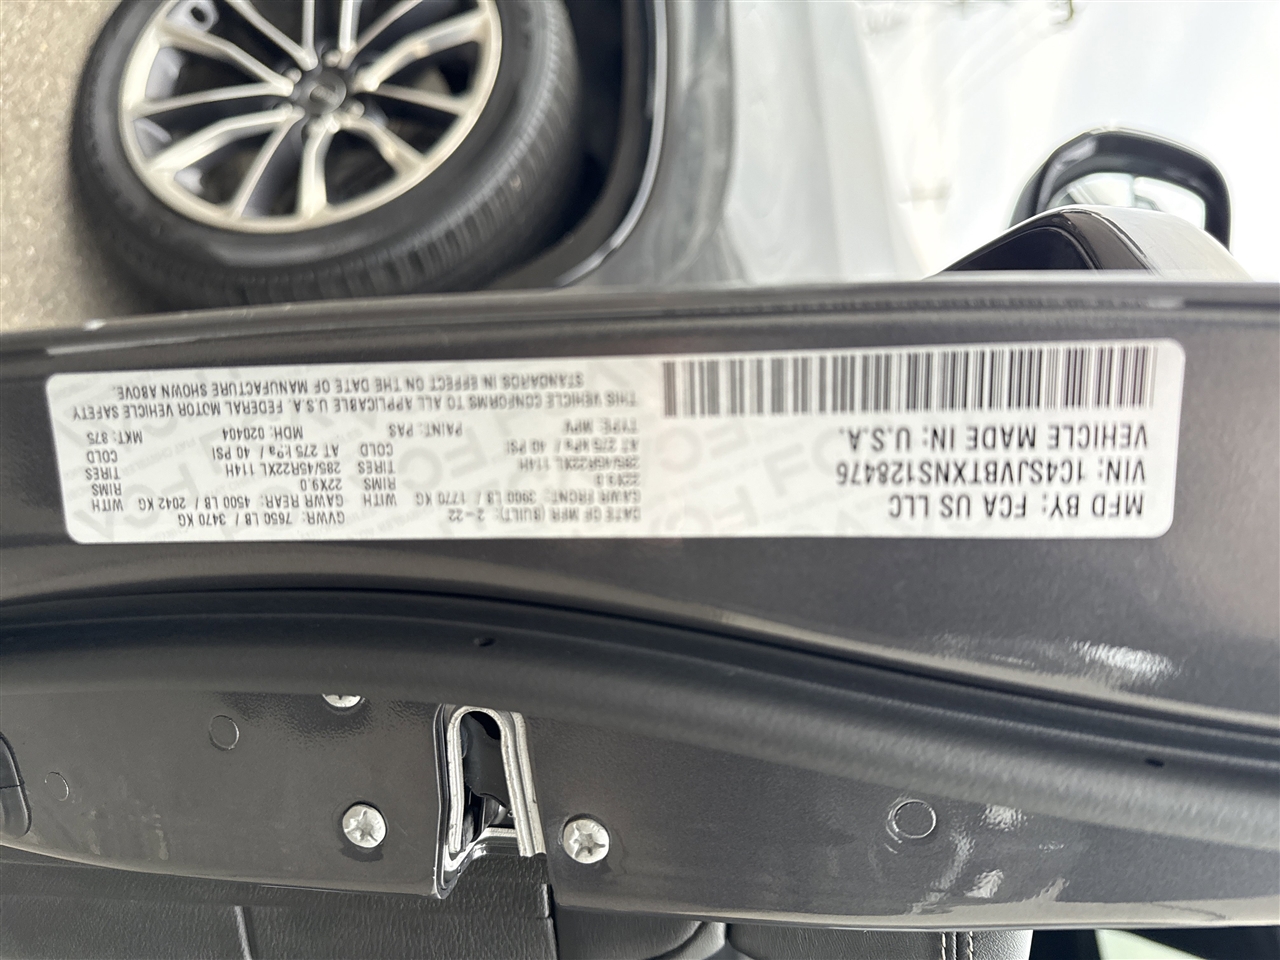 MFD BY: FCA US LLC
VIN: 1C4SJVBTXNS128476
VEHICLE MADE IN: U.S.A.
DATE OF MFR (BUILT): 2-22
GVWR: 7650 LB / 3470 KG
GAWR FRONT: 3900 LB / 1770 KG WITH
GAWR REAR: 4500 LB / 2042 KG WITH
22X9.0 RIMS
22X9.0 RIMS
285/45R22XL 114H TIRES
285/45R22XL 114H TIRES
AT 275 kPa / 40 PSI COLD
AT 275 kPa / 40 PSI COLD
TYPE: MPV
PAINT: PAS
MDH: 020404
MKT: 875
THIS VEHICLE CONFORMS TO ALL APPLICABLE U.S.A. FEDERAL MOTOR VEHICLE SAFETY
STANDARDS IN EFFECT ON THE DATE OF MANUFACTURE SHOWN ABOVE.